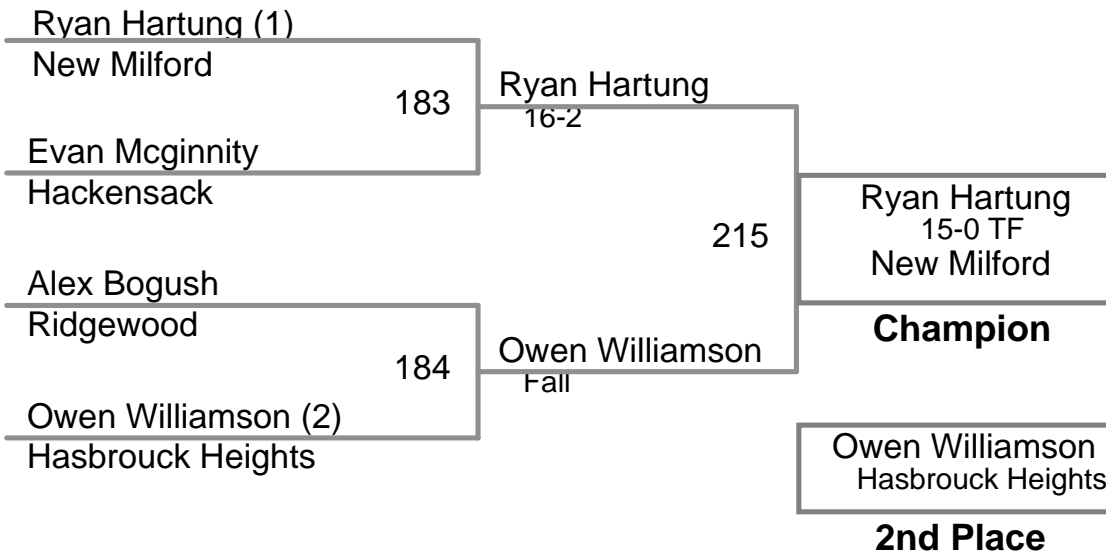 Ryan Hartung (1)
New Milford
183
Evan Mcginnity
Hackensack
Alex Bogush
Ridgewood
184
Owen Williamson (2)
Hasbrouck Heights
Ryan Hartung
16-2
215
Owen Williamson
Fall
Ryan Hartung
15-0 TF
New Milford
Champion
Owen Williamson
Hasbrouck Heights
2nd Place